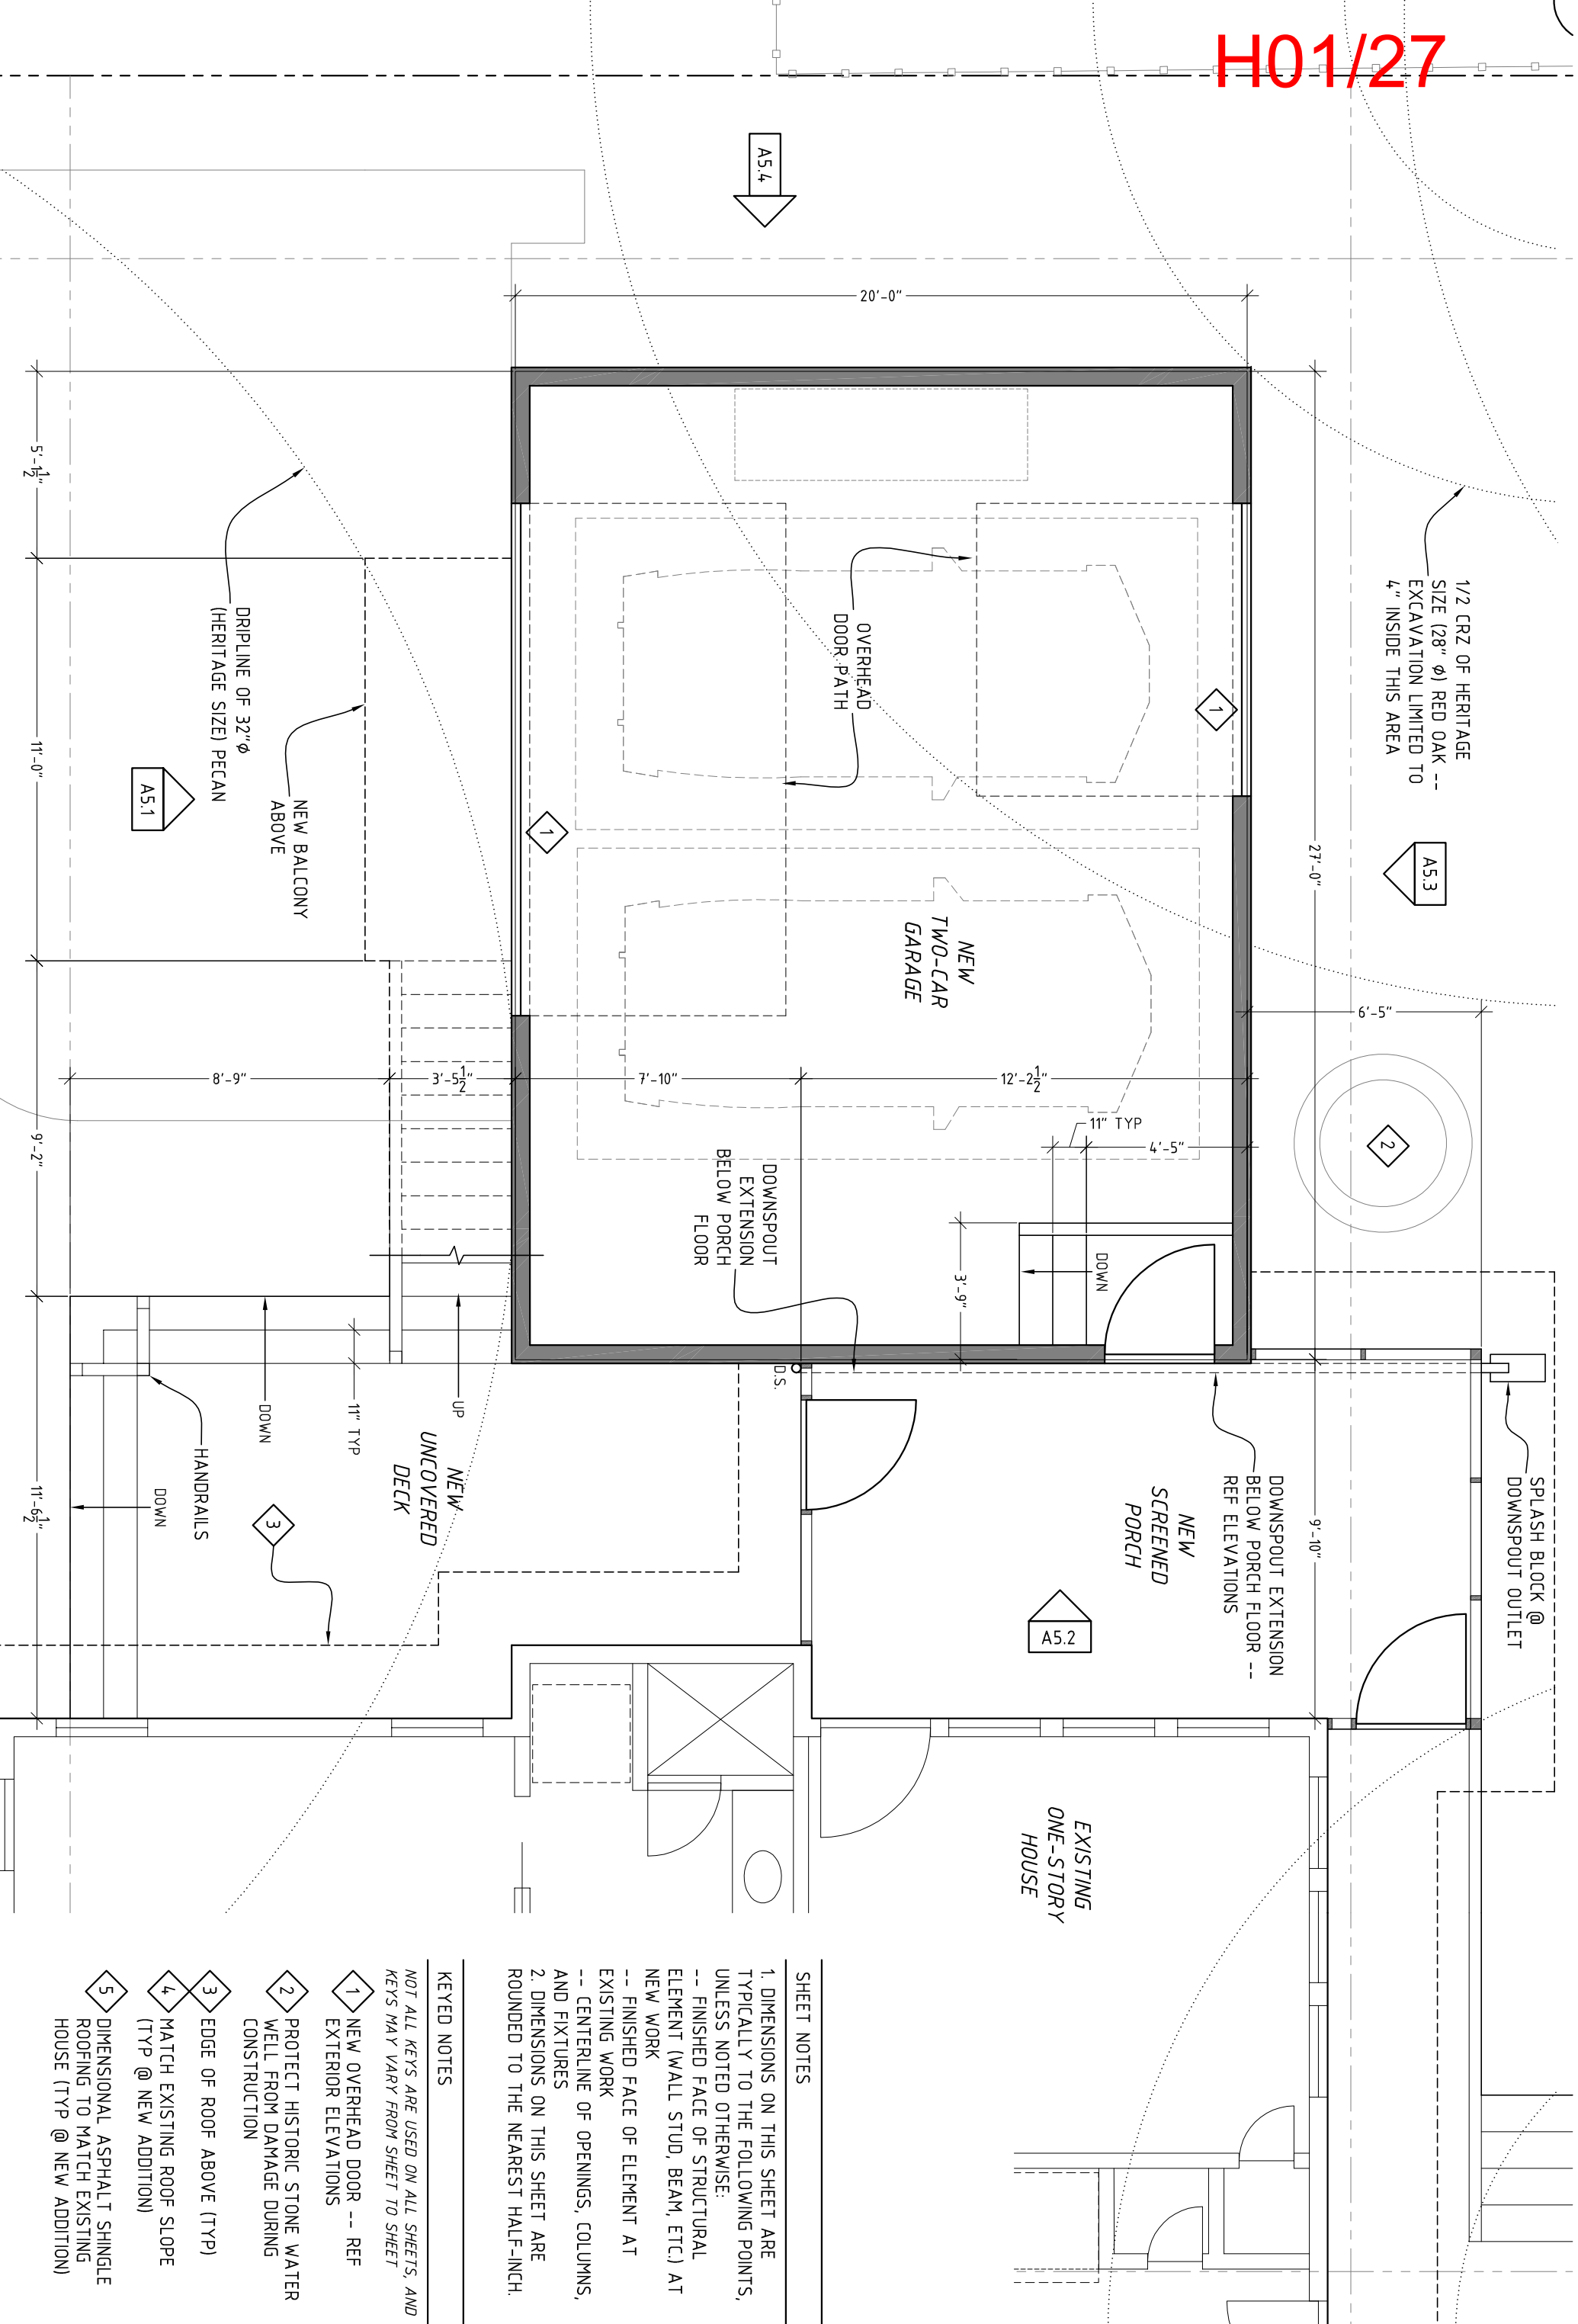 H01/27
A5.4
20'-0"
1/2 CRZ OF HERITAGE
SIZE (28" Ø) RED OAK --
EXCAVATION LIMITED TO
4" INSIDE THIS AREA
A5.3
27'-0"
5'-1 1/2"
11'-0"
9'-2"
11'-6 1/2"
DRIPLINE OF 32"Ø
(HERITAGE SIZE) PECAN
NEW BALCONY
ABOVE
A5.1
OVERHEAD
DOOR PATH
1
1
NEW
TWO-CAR
GARAGE
6'-5"
8'-9"
3'-5 1/2"
7'-10"
12'-2 1/2"
11" TYP
4'-5"
2
DOWNSPOUT
EXTENSION
BELOW PORCH
FLOOR
3'-9"
DOWN
D.S.
UP
DOWN
11" TYP
HANDRAILS
DOWN
NEW
UNCOVERED
DECK
3
NEW
SCREENED
PORCH
A5.2
9'-10"
DOWNSPOUT EXTENSION
BELOW PORCH FLOOR --
REF ELEVATIONS
SPLASH BLOCK @
DOWNSPOUT OUTLET
EXISTING
ONE-STORY
HOUSE
SHEET NOTES
1. DIMENSIONS ON THIS SHEET ARE
TYPICALLY TO THE FOLLOWING POINTS,
UNLESS NOTED OTHERWISE:
-- FINISHED FACE OF STRUCTURAL
ELEMENT (WALL STUD, BEAM, ETC.) AT
NEW WORK
-- FINISHED FACE OF ELEMENT AT
EXISTING WORK
-- CENTERLINE OF OPENINGS, COLUMNS,
AND FIXTURES
2. DIMENSIONS ON THIS SHEET ARE
ROUNDED TO THE NEAREST HALF-INCH.
KEYED NOTES
NOT ALL KEYS ARE USED ON ALL SHEETS, AND
KEYS MAY VARY FROM SHEET TO SHEET
1 NEW OVERHEAD DOOR -- REF
EXTERIOR ELEVATIONS
2 PROTECT HISTORIC STONE WATER
WELL FROM DAMAGE DURING
CONSTRUCTION
3 EDGE OF ROOF ABOVE (TYP)
4 MATCH EXISTING ROOF SLOPE
(TYP @ NEW ADDITION)
5 DIMENSIONAL ASPHALT SHINGLE
ROOFING TO MATCH EXISTING
HOUSE (TYP @ NEW ADDITION)